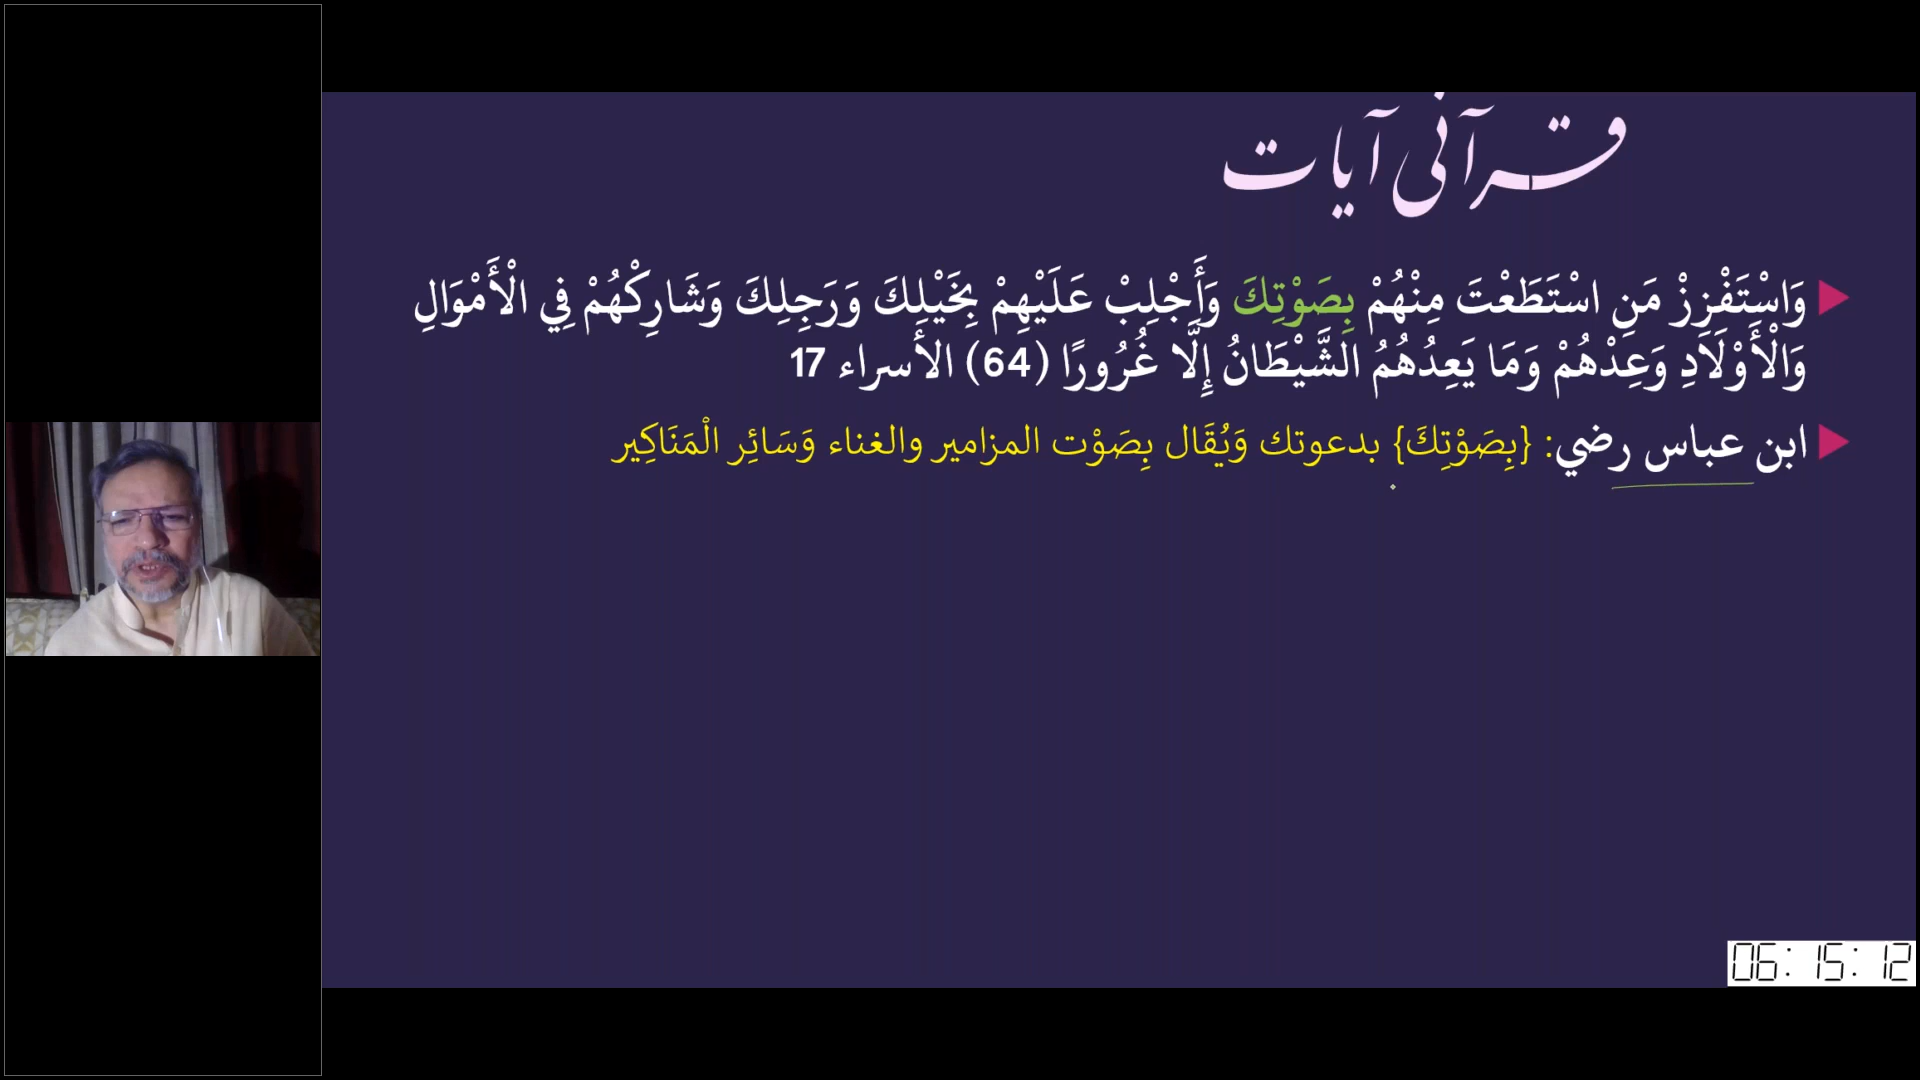 قرآنی آیات
وَاسْتَفْزِزْ مَنِ اسْتَطَعْتَ مِنْهُمْ بِصَوْتِكَ وَأَجْلِبْ عَلَيْهِمْ بِخَيْلِكَ وَرَجِلِكَ وَشَارِكْهُمْ فِي الْأَمْوَالِ
وَالْأَوْلَادِ وَعِدْهُمْ وَمَا يَعِدُهُمُ الشَّيْطَانُ إِلَّا غُرُورًا (64) الأسراء 17
ابن عباس رضي: {بِصَوْتِكَ} بدعوتك وَيُقَال بِصَوْت المزامير والغناء وَسَائِر الْمَنَاكِير
06:15:12